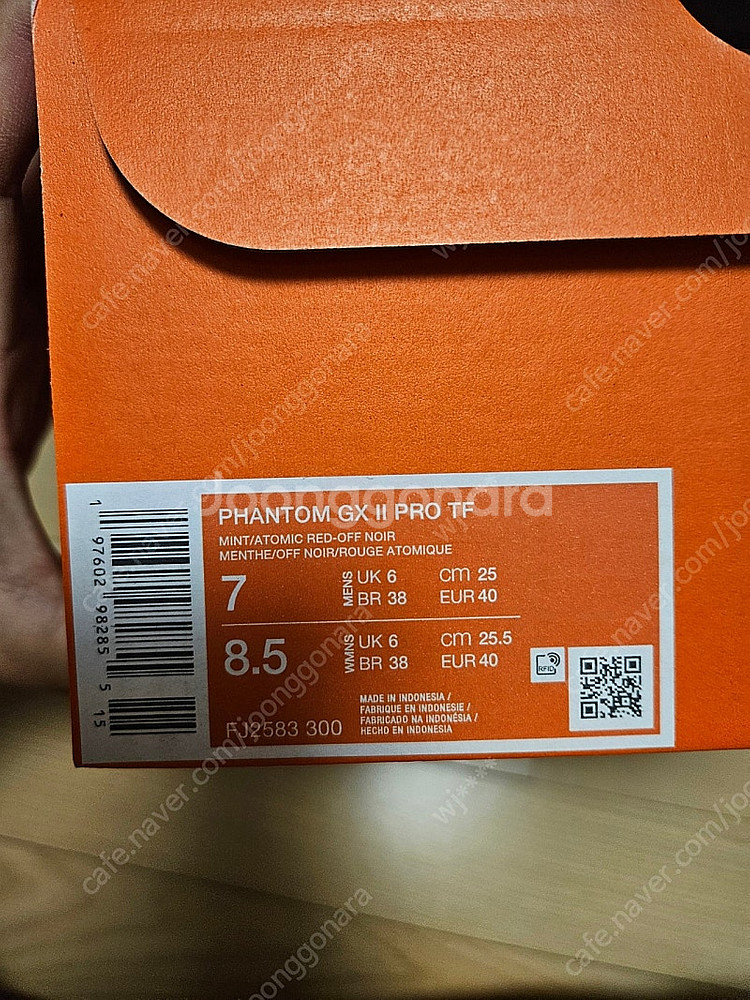 Joonggonara
PHANTOM GX II PRO TF
MINT/ATOMIC RED-OFF NOIR
MENTHE/OFF NOIR/ROUGE ATOMIQUE
7 MENS UK 6 cm 25
BR 38 EUR 40
8.5 WMNS UK 6 cm 25.5
BR 38 EUR 40
RFID
MADE IN INDONESIA /
FABRIQUE EN INDONESIE /
FABRICADO NA INDONÉSIA /
HECHO EN INDONESIA
FJ2583 300
1 97602 98285 5 15
cafe.naver.com/joonggonara
wj****